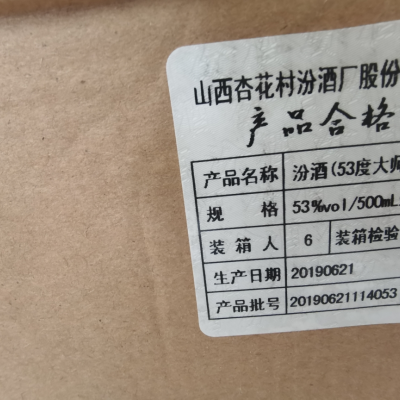 山西杏花村汾酒厂股份
产品合格
产品名称 汾酒(53度大师
规格 53%vol/500mL
装箱人 6 装箱检验
生产日期 20190621
产品批号 20190621114053